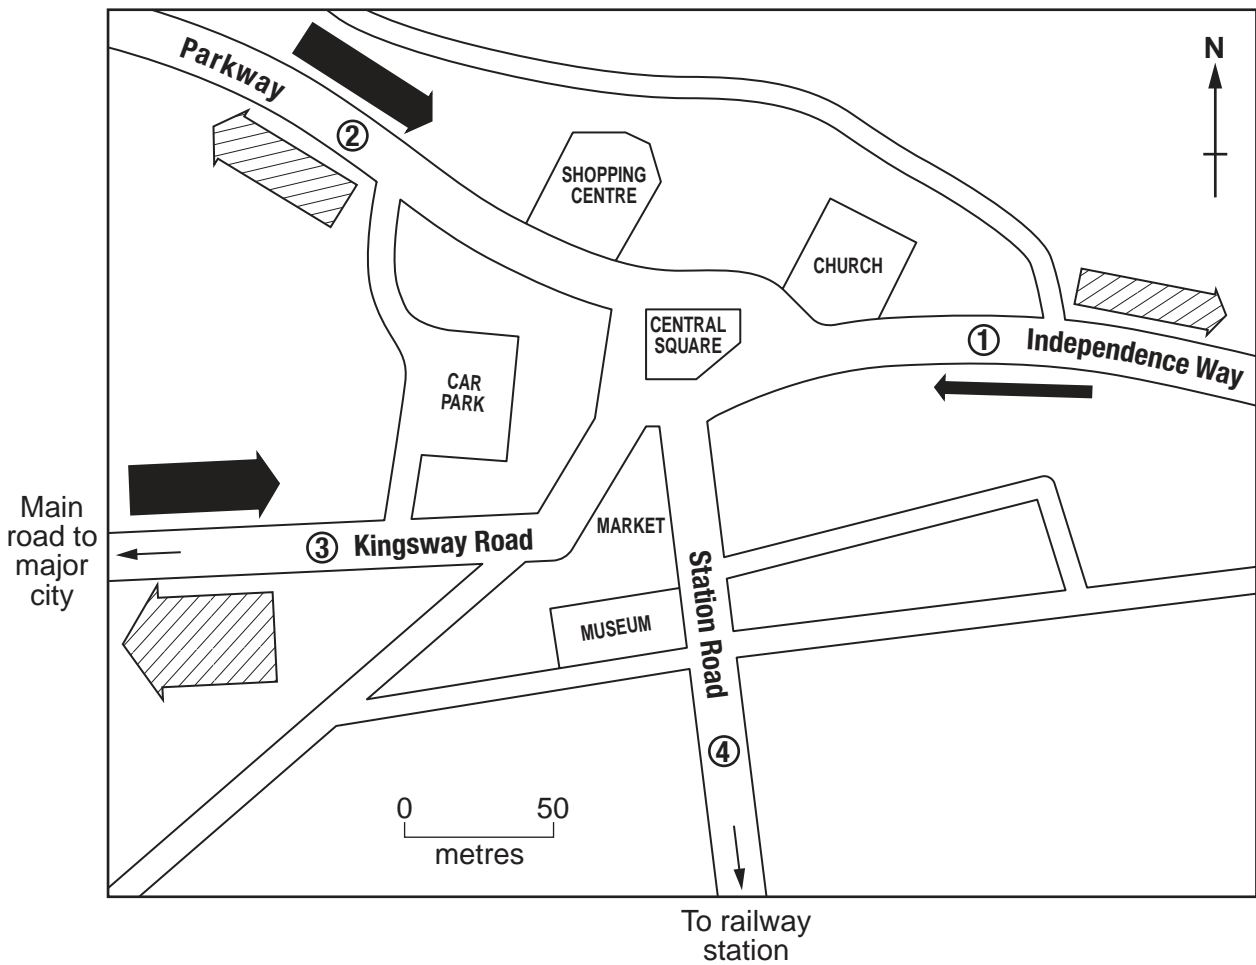 Parkway
N
2
SHOPPING
CENTRE
CHURCH
CENTRAL
SQUARE
1
Independence Way
CAR
PARK
Main
road to
major
city
3
Kingsway Road
MARKET
Station Road
MUSEUM
4
0 50
metres
To railway
station